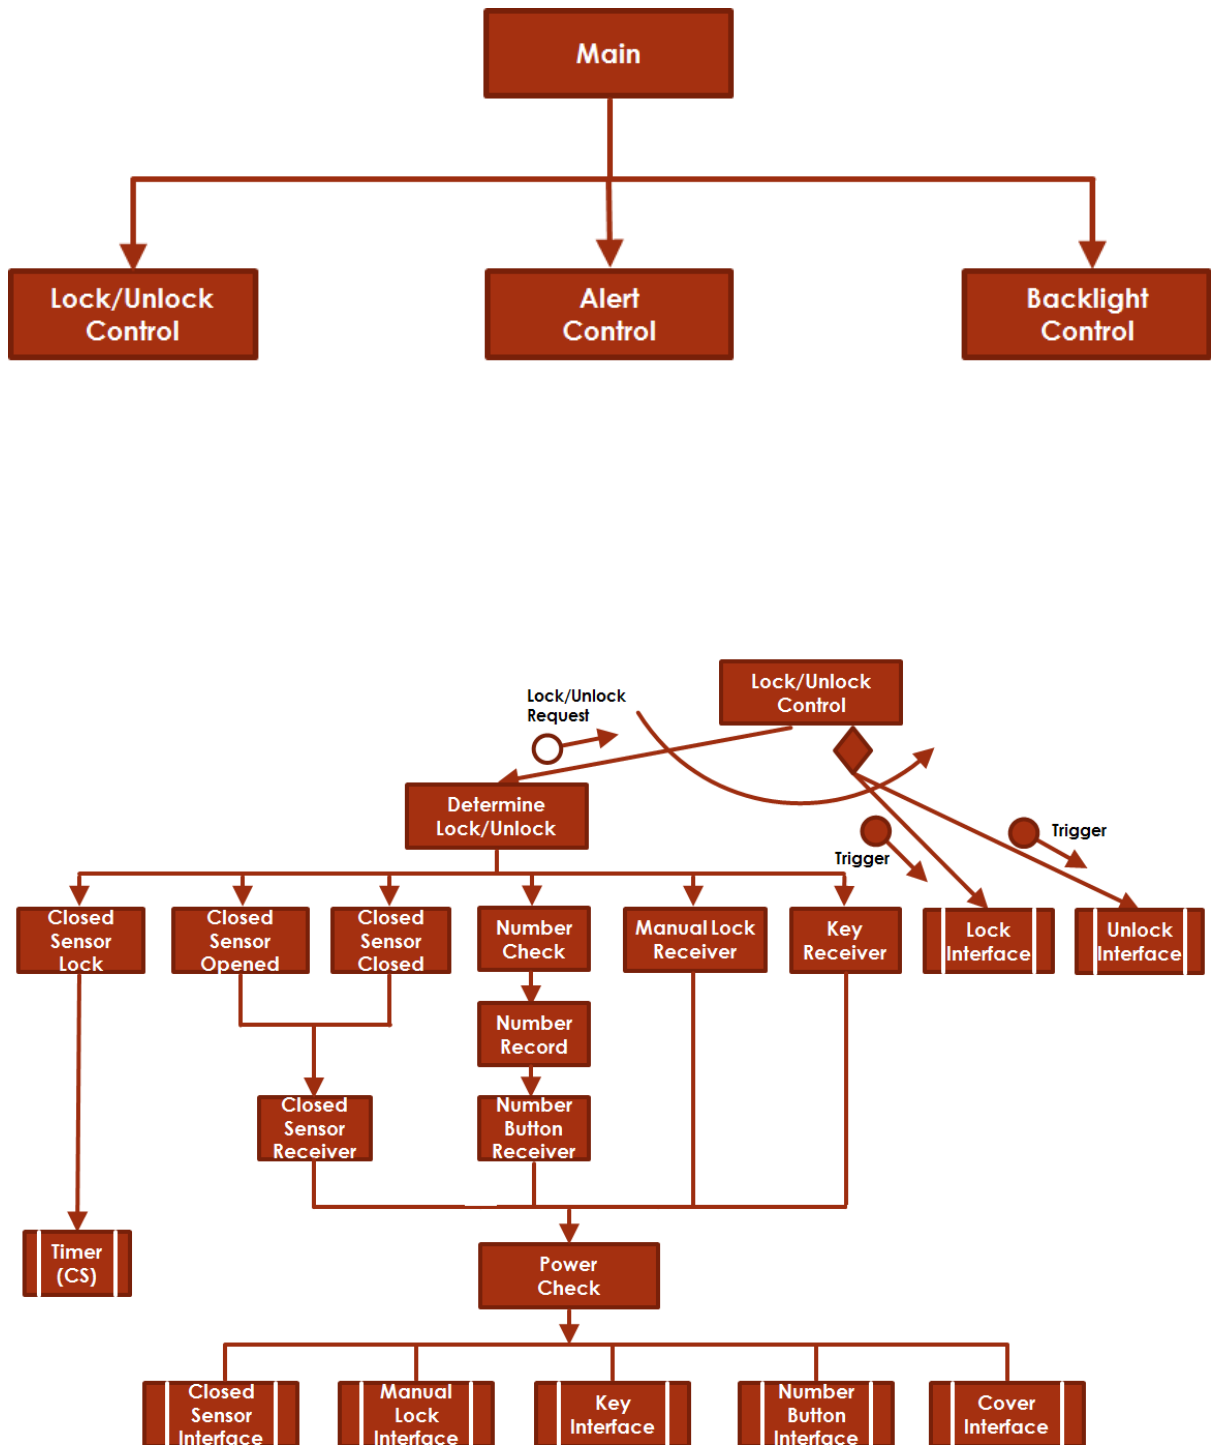 Main
Lock/Unlock
Control
Alert
Control
Backlight
Control
Lock/Unlock
Control
Lock/Unlock
Request
Determine
Lock/Unlock
Trigger
Trigger
Closed
Sensor
Lock
Closed
Sensor
Opened
Closed
Sensor
Closed
Number
Check
Manual Lock
Receiver
Key
Receiver
Lock
Interface
Unlock
Interface
Number
Record
Closed
Sensor
Receiver
Number
Button
Receiver
Timer
(CS)
Power
Check
Closed
Sensor
Interface
Manual
Lock
Interface
Key
Interface
Number
Button
Interface
Cover
Interface